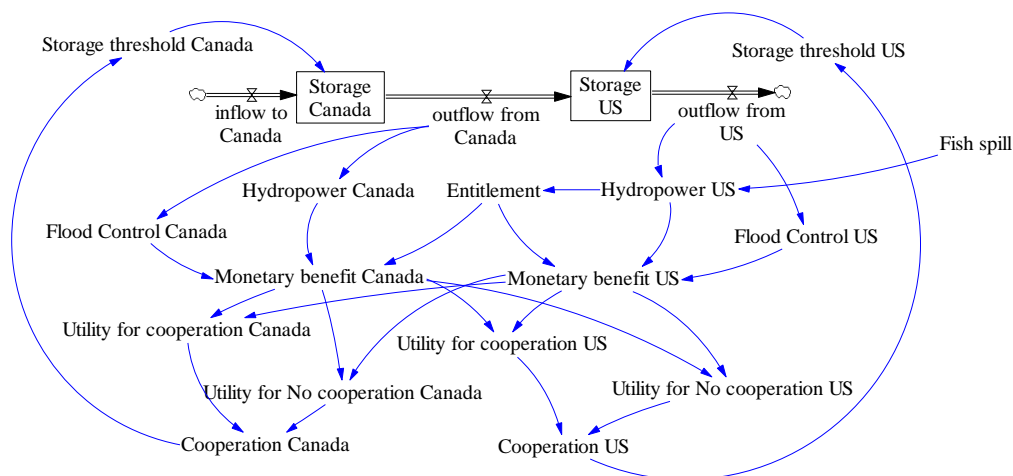 Storage threshold Canada
Storage threshold US
Storage
Canada
Storage
US
inflow to
Canada
outflow from
Canada
outflow from
US
Fish spill
Hydropower Canada
Entitlement
Hydropower US
Flood Control Canada
Flood Control US
Monetary benefit Canada
Monetary benefit US
Utility for cooperation Canada
Utility for cooperation US
Utility for No cooperation Canada
Utility for No cooperation US
Cooperation Canada
Cooperation US